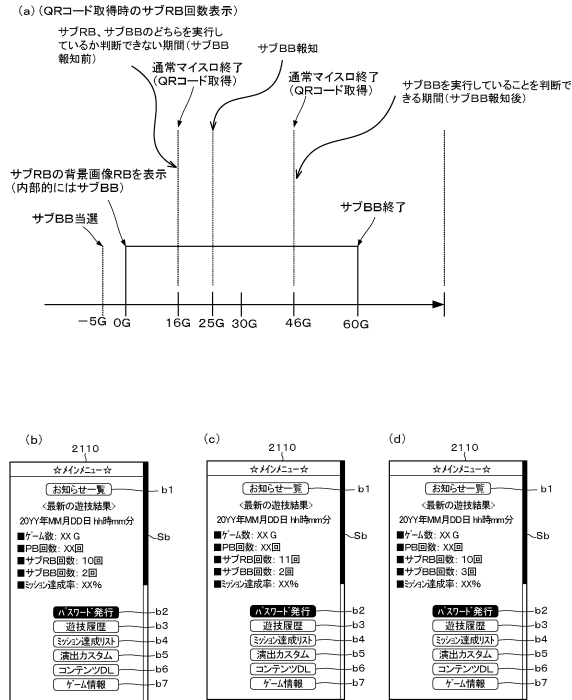 (a)(QRコード取得時のサブRB回数表示)
サブRB、サブBBのどちらを実行し
ているか判断できない期間(サブBB
報知前)
通常マイスロ終了
(QRコード取得)
サブBB報知
通常マイスロ終了
(QRコード取得)
サブBBを実行していることを判断で
きる期間(サブBB報知後)
サブRBの背景画像RBを表示
(内部的にはサブBB)
サブBB当選
サブBB終了
−5G 0G 16G 25G 30G 46G 60G
(b)
2110
☆メインメニュー☆
お知らせ一覧 b1
<最新の遊技結果>
20YY年MM月DD日 hh時mm分
Sb
■ゲーム数: XX G
■PB回数: XX回
■サブRB回数: 10回
■サブBB回数: 2回
■ミッション達成率: XX%
パスワード発行 b2
遊技履歴 b3
ミッション達成リスト b4
演出カスタム b5
コンテンツDL b6
ゲーム情報 b7
(c)
2110
☆メインメニュー☆
お知らせ一覧 b1
<最新の遊技結果>
20YY年MM月DD日 hh時mm分
Sb
■ゲーム数: XX G
■PB回数: XX回
■サブRB回数: 11回
■サブBB回数: 2回
■ミッション達成率: XX%
パスワード発行 b2
遊技履歴 b3
ミッション達成リスト b4
演出カスタム b5
コンテンツDL b6
ゲーム情報 b7
(d)
2110
☆メインメニュー☆
お知らせ一覧 b1
<最新の遊技結果>
20YY年MM月DD日 hh時mm分
Sb
■ゲーム数: XX G
■PB回数: XX回
■サブRB回数: 10回
■サブBB回数: 3回
■ミッション達成率: XX%
パスワード発行 b2
遊技履歴 b3
ミッション達成リスト b4
演出カスタム b5
コンテンツDL b6
ゲーム情報 b7